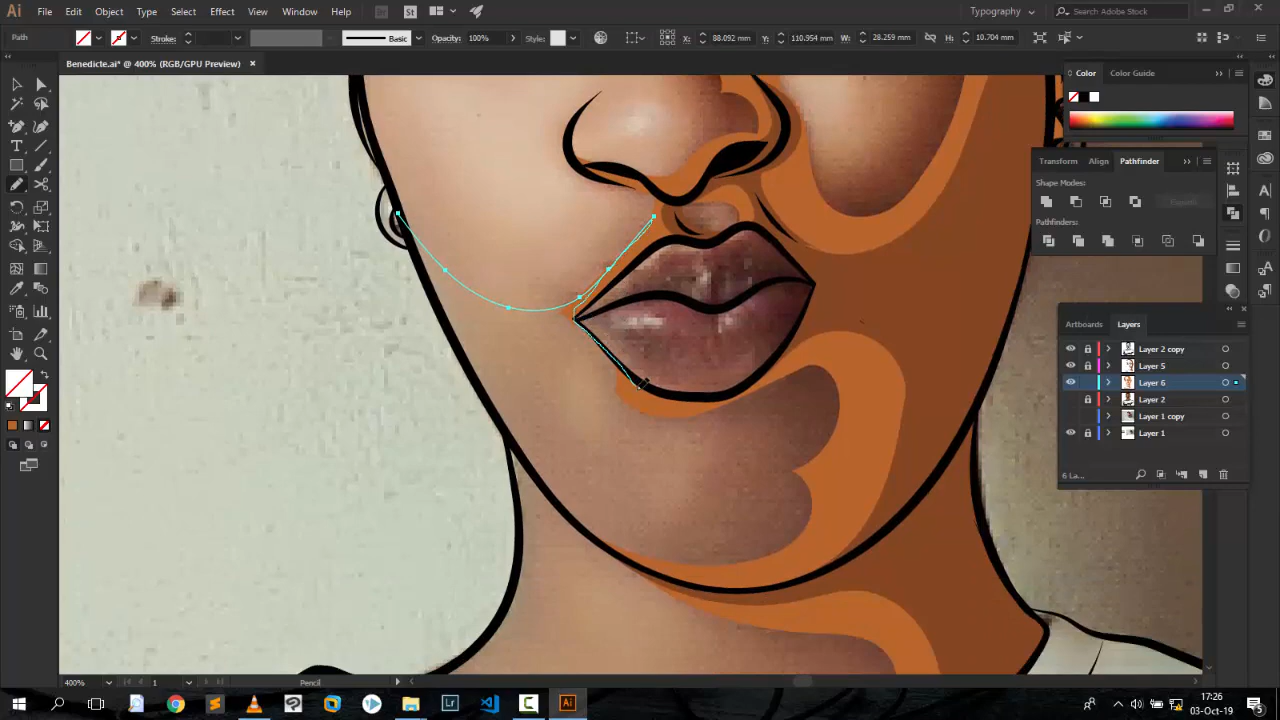 Ai File Edit Object Type Select Effect View Window Help Br St Typography Search Adobe Stock
Path Stroke: Basic Opacity: 100% Style: X: 88.092 mm Y: 110.954 mm W: 28.259 mm H: 10.704 mm
Benedicte.ai* @ 400% (RGB/GPU Preview)
Color Color Guide
Transform Align Pathfinder
Shape Modes:
Expand
Pathfinders:
Artboards Layers
Layer 2 copy
Layer 5
Layer 6
Layer 2
Layer 1 copy
Layer 1
6 La...
400% 1 Pencil
17:26
03-Oct-19